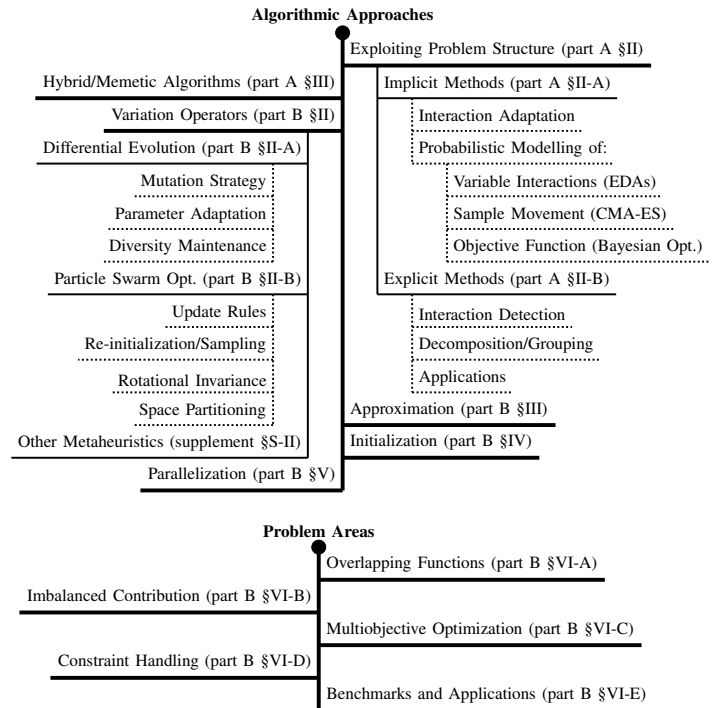 Algorithmic Approaches
Exploiting Problem Structure (part A §II)
Hybrid/Memetic Algorithms (part A §III)
Implicit Methods (part A §II-A)
Variation Operators (part B §II)
Interaction Adaptation
Differential Evolution (part B §II-A)
Probabilistic Modelling of:
Mutation Strategy
Variable Interactions (EDAs)
Parameter Adaptation
Sample Movement (CMA-ES)
Diversity Maintenance
Objective Function (Bayesian Opt.)
Particle Swarm Opt. (part B §II-B)
Explicit Methods (part A §II-B)
Update Rules
Interaction Detection
Re-initialization/Sampling
Decomposition/Grouping
Rotational Invariance
Applications
Space Partitioning
Approximation (part B §III)
Other Metaheuristics (supplement §S-II)
Initialization (part B §IV)
Parallelization (part B §V)
Problem Areas
Overlapping Functions (part B §VI-A)
Imbalanced Contribution (part B §VI-B)
Multiobjective Optimization (part B §VI-C)
Constraint Handling (part B §VI-D)
Benchmarks and Applications (part B §VI-E)